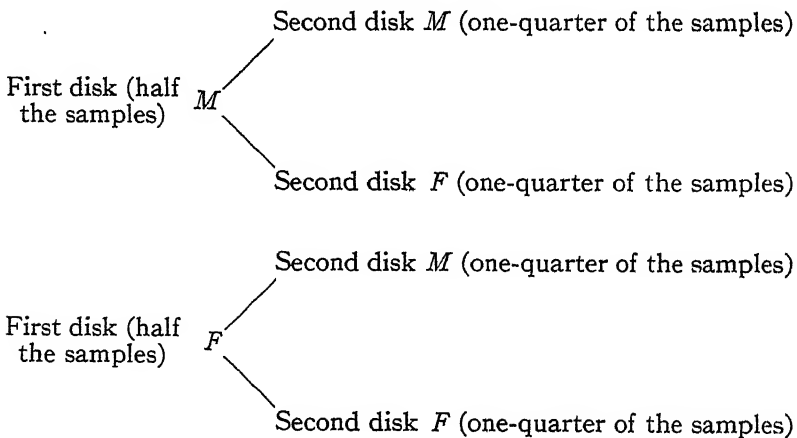 Second disk M (one-quarter of the samples)
First disk (half
the samples) M
Second disk F (one-quarter of the samples)
Second disk M (one-quarter of the samples)
First disk (half
the samples) F
Second disk F (one-quarter of the samples)